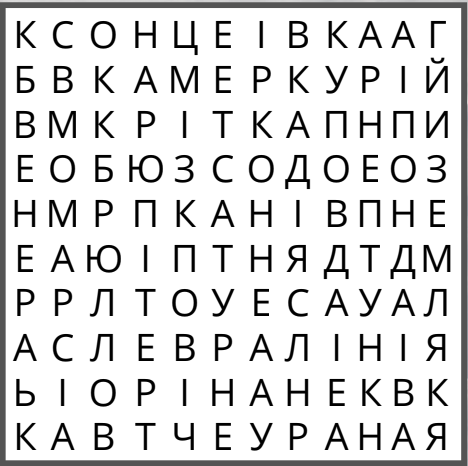 К С О Н Ц Е І В К А А Г
Б В К А М Е Р К У Р І Й
В М К Р І Т К А П Н П И
Е О Б Ю З С О Д О Е О З
Н М Р П К А Н І В П Н Е
Е А Ю І П Т Н Я Д Т Д М
Р Р Л Т О У Е С А У А Л
А С Л Е В Р А Л І Н І Я
Ь І О Р І Н А Н Е К В К
К А В Т Ч Е У Р А Н А Я